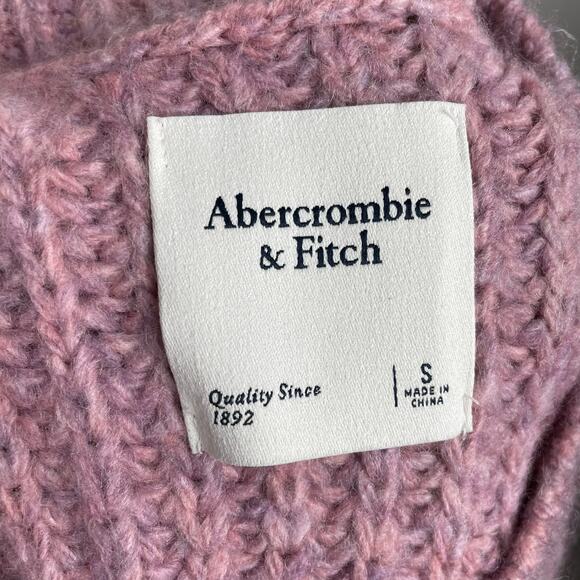 Abercrombie
& Fitch
Quality Since
1892
S
MADE IN
CHINA